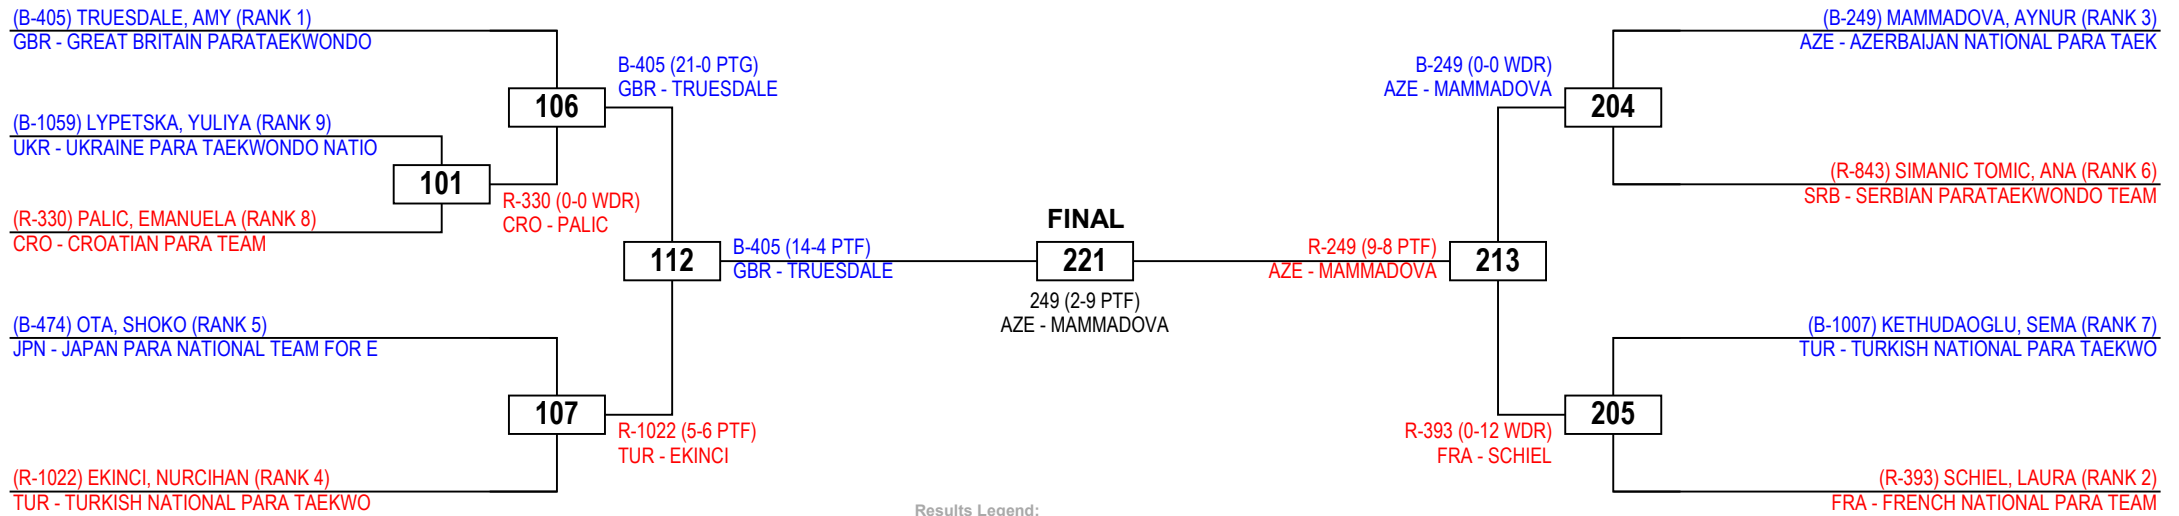 (B-405) TRUESDALE, AMY (RANK 1)
GBR - GREAT BRITAIN PARATAEKWONDO
(B-1059) LYPETSKA, YULIYA (RANK 9)
UKR - UKRAINE PARA TAEKWONDO NATIO
(R-330) PALIC, EMANUELA (RANK 8)
CRO - CROATIAN PARA TEAM
(B-474) OTA, SHOKO (RANK 5)
JPN - JAPAN PARA NATIONAL TEAM FOR E
(R-1022) EKINCI, NURCIHAN (RANK 4)
TUR - TURKISH NATIONAL PARA TAEKWO
101
R-330 (0-0 WDR)
CRO - PALIC
106
B-405 (21-0 PTG)
GBR - TRUESDALE
107
R-1022 (5-6 PTF)
TUR - EKINCI
112
B-405 (14-4 PTF)
GBR - TRUESDALE
FINAL
221
249 (2-9 PTF)
AZE - MAMMADOVA
R-249 (9-8 PTF)
AZE - MAMMADOVA
213
B-249 (0-0 WDR)
AZE - MAMMADOVA
204
R-393 (0-12 WDR)
FRA - SCHIEL
205
(B-249) MAMMADOVA, AYNUR (RANK 3)
AZE - AZERBAIJAN NATIONAL PARA TAEK
(R-843) SIMANIC TOMIC, ANA (RANK 6)
SRB - SERBIAN PARATAEKWONDO TEAM
(B-1007) KETHUDAOGLU, SEMA (RANK 7)
TUR - TURKISH NATIONAL PARA TAEKWO
(R-393) SCHIEL, LAURA (RANK 2)
FRA - FRENCH NATIONAL PARA TEAM
Results Legend: